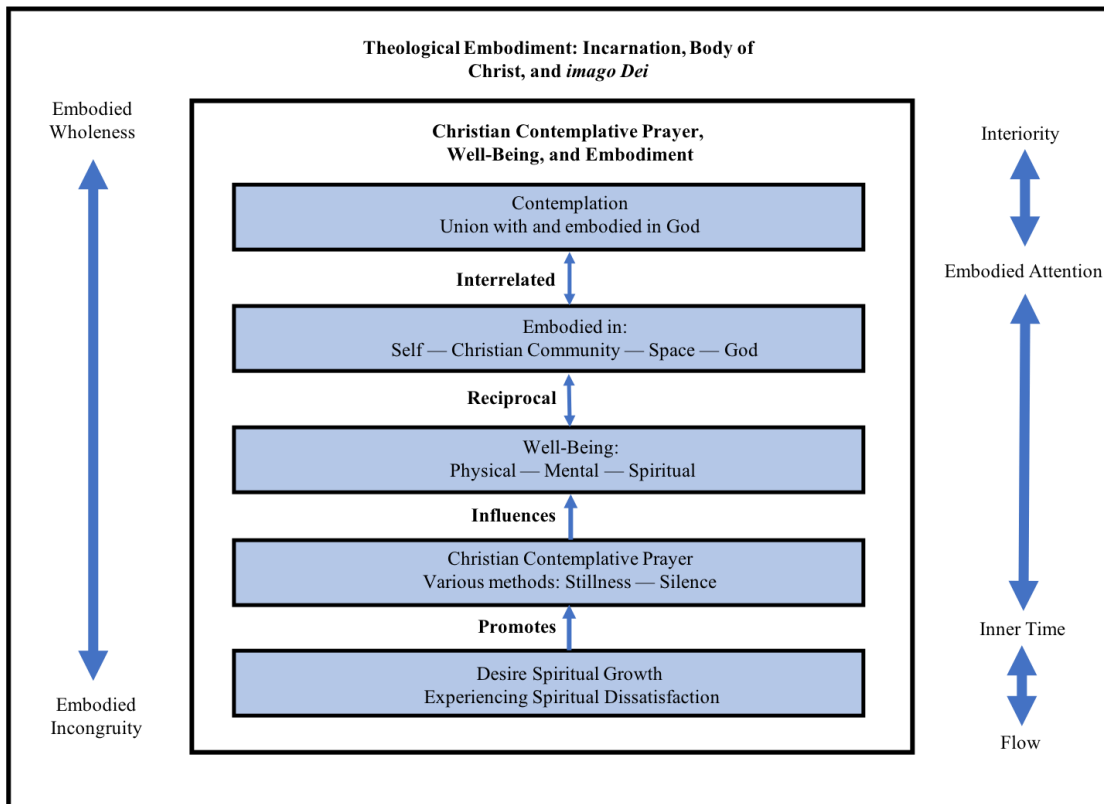 Theological Embodiment: Incarnation, Body of
Christ, and imago Dei
Embodied
Wholeness
Embodied
Incongruity
Christian Contemplative Prayer,
Well-Being, and Embodiment
Contemplation
Union with and embodied in God
Interrelated
Embodied in:
Self — Christian Community — Space — God
Reciprocal
Well-Being:
Physical — Mental — Spiritual
Influences
Christian Contemplative Prayer
Various methods: Stillness — Silence
Promotes
Desire Spiritual Growth
Experiencing Spiritual Dissatisfaction
Interiority
Embodied Attention
Inner Time
Flow